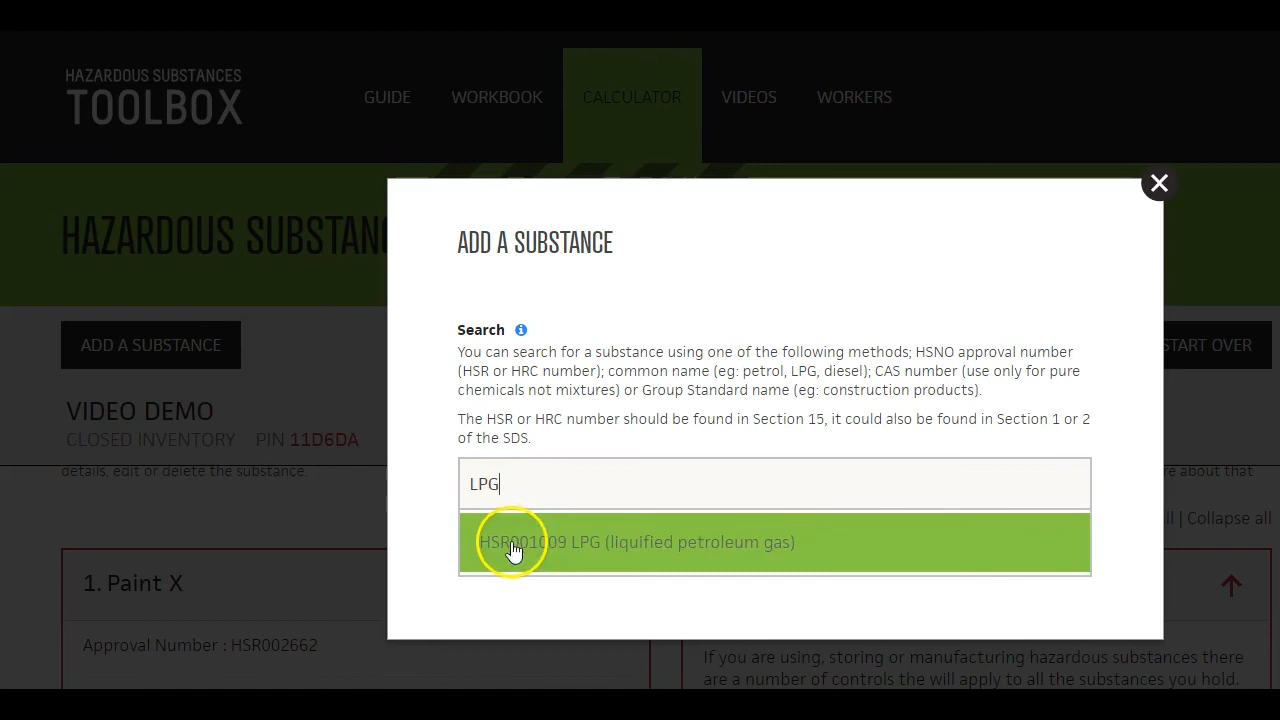 HAZARDOUS SUBSTANCES
TOOLBOX
GUIDE
WORKBOOK
CALCULATOR
VIDEOS
WORKERS
HAZARDOUS
ADD A SUBSTANCE
START OVER
VIDEO DEMO
CLOSED INVENTORY PIN 11D6DA
details, edit or delete the substance.
re about that
| Collapse all
1. Paint X
Approval Number : HSR002662
If you are using, storing or manufacturing hazardous substances there
are a number of controls the will apply to all the substances you hold.
ADD A SUBSTANCE
Search
You can search for a substance using one of the following methods; HSNO approval number
(HSR or HRC number); common name (eg: petrol, LPG, diesel); CAS number (use only for pure
chemicals not mixtures) or Group Standard name (eg: construction products).
The HSR or HRC number should be found in Section 15, it could also be found in Section 1 or 2
of the SDS.
LPG
HSR001009 LPG (liquified petroleum gas)